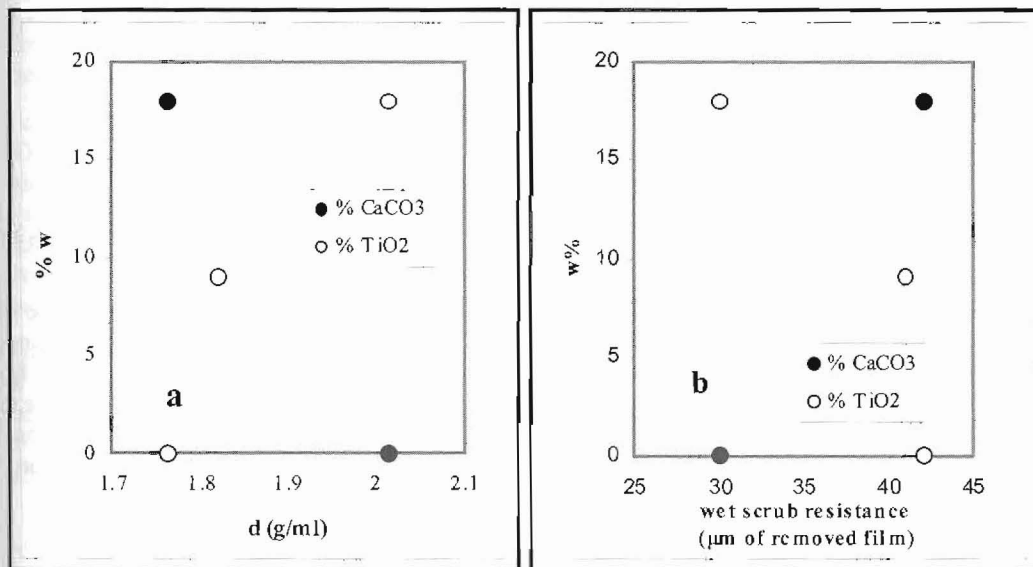 20
15
10
5
0
% w
% CaCO3
% TiO2
a
1.7 1.8 1.9 2 2.1
d (g/ml)
20
15
10
5
0
w%
% CaCO3
% TiO2
b
25 30 35 40 45
wet scrub resistance
(µm of removed film)